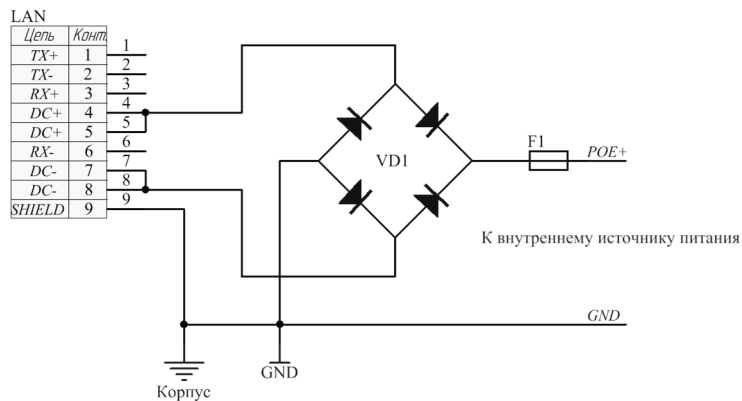 LAN
Цепь Конт.
TX+ 1 1
TX- 2 2
RX+ 3 3
DC+ 4 4
DC+ 5 5
RX- 6 6
DC- 7 7
DC- 8 8
SHIELD 9 9
VD1
F1
POE+
К внутреннему источнику питания
GND
GND
Корпус